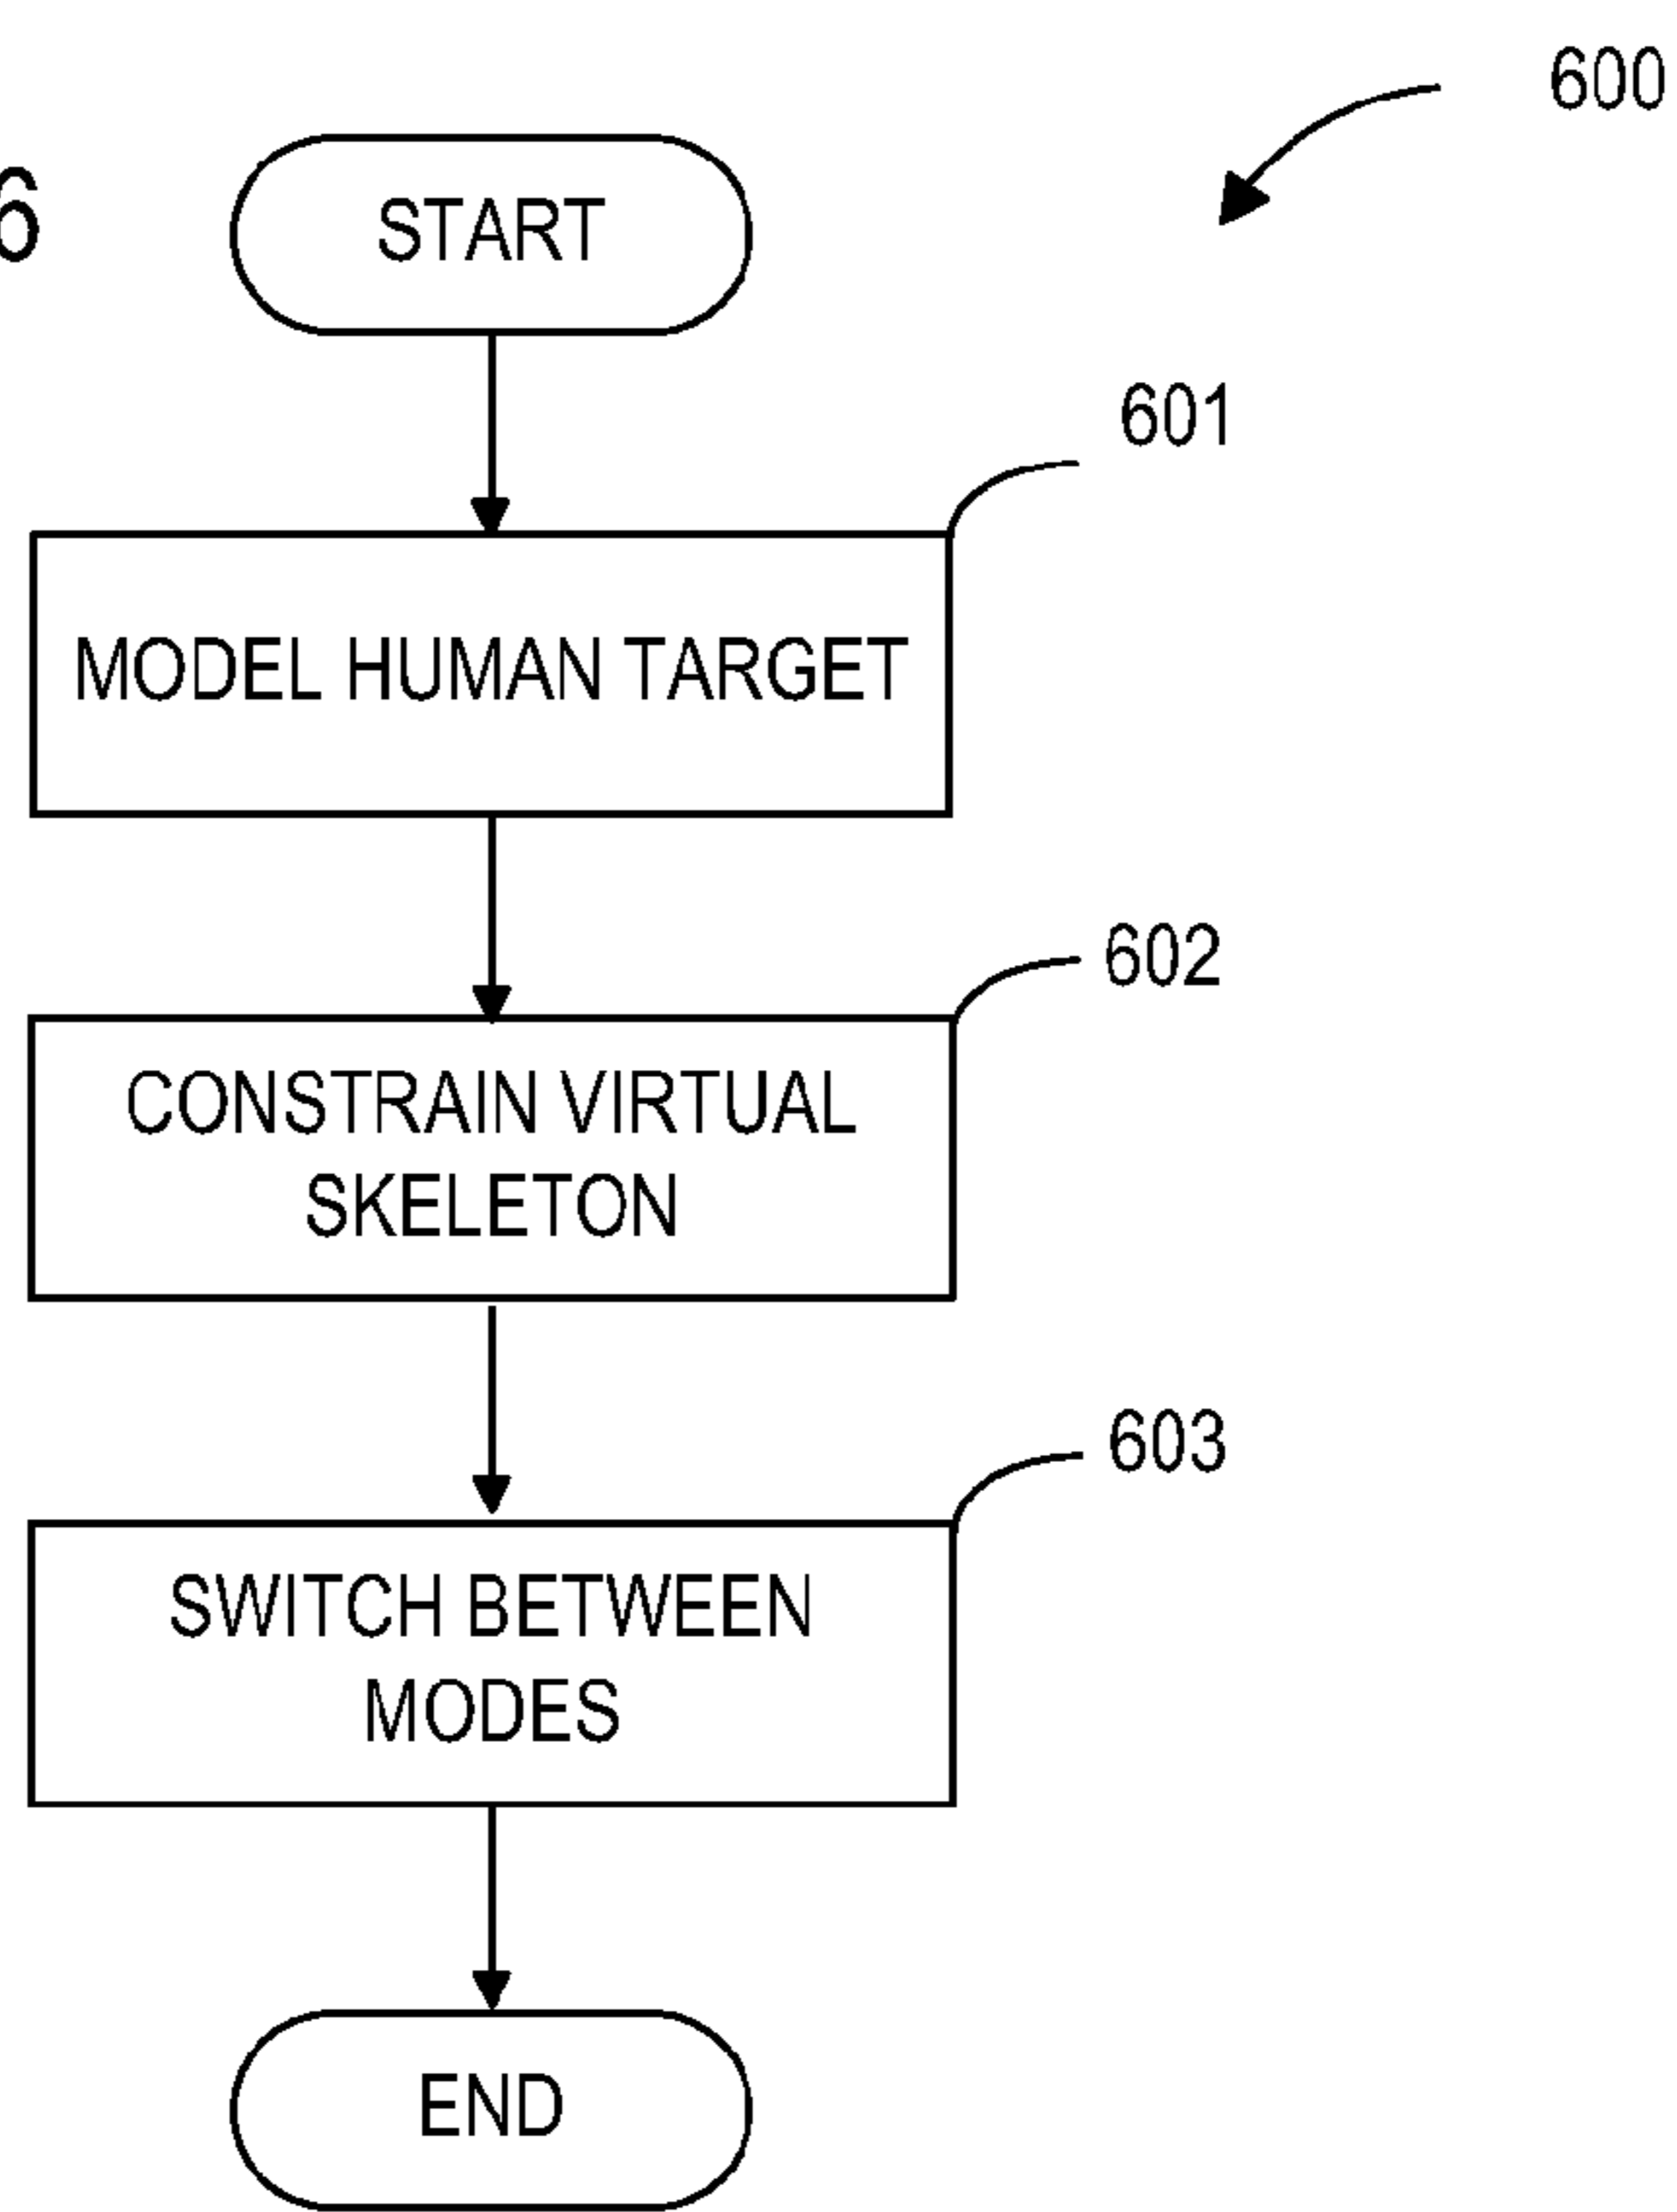 600
6
START
601
MODEL HUMAN TARGET
602
CONSTRAIN VIRTUAL
SKELETON
603
SWITCH BETWEEN
MODES
END